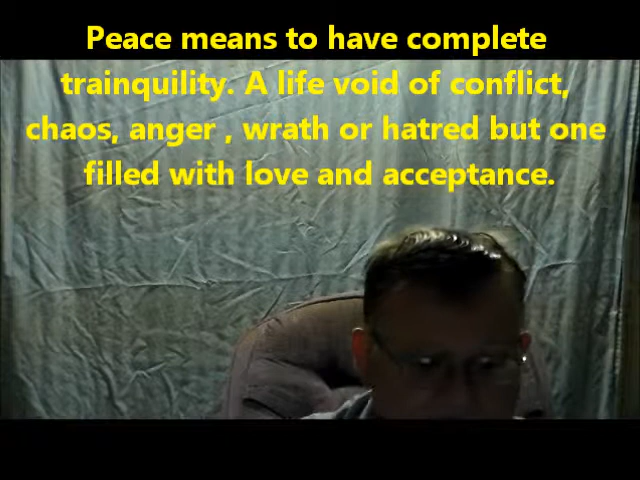 Peace means to have complete
trainquility. A life void of conflict,
chaos, anger , wrath or hatred but one
filled with love and acceptance.